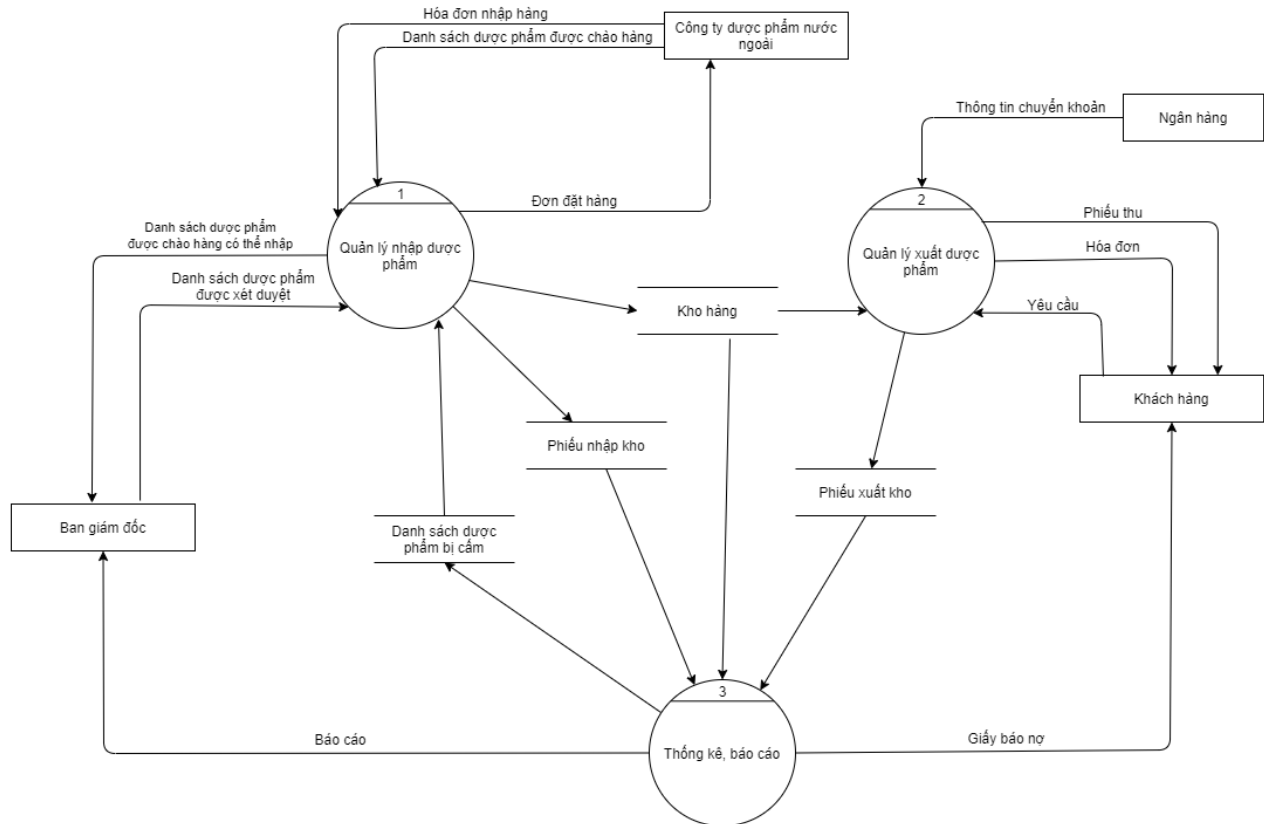 Hóa đơn nhập hàng
Danh sách dược phẩm được chào hàng
Công ty dược phẩm nước
ngoài
Thông tin chuyển khoản
Ngân hàng
1
Quản lý nhập dược
phẩm
Đơn đặt hàng
2
Quản lý xuất dược
phẩm
Phiếu thu
Hóa đơn
Yêu cầu
Danh sách dược phẩm
được chào hàng có thể nhập
Danh sách dược phẩm
được xét duyệt
Kho hàng
Khách hàng
Phiếu nhập kho
Phiếu xuất kho
Ban giám đốc
Danh sách dược
phẩm bị cấm
3
Thống kê, báo cáo
Báo cáo
Giấy báo nợ